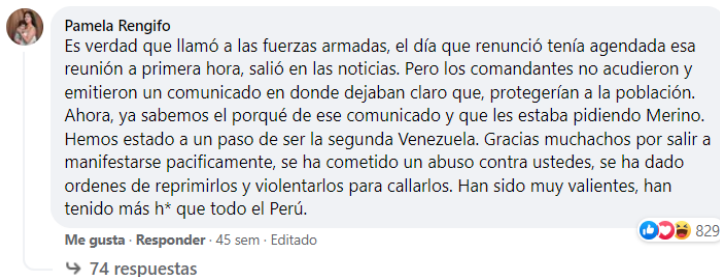 Pamela Rengifo
Es verdad que llamó a las fuerzas armadas, el día que renunció tenía agendada esa
reunión a primera hora, salió en las noticias. Pero los comandantes no acudieron y
emitieron un comunicado en donde dejaban claro que, protegerían a la población.
Ahora, ya sabemos el porqué de ese comunicado y que les estaba pidiendo Merino.
Hemos estado a un paso de ser la segunda Venezuela. Gracias muchachos por salir a
manifestarse pacificamente, se ha cometido un abuso contra ustedes, se ha dado
ordenes de reprimirlos y violentarlos para callarlos. Han sido muy valientes, han
tenido más h* que todo el Perú.
829
Me gusta · Responder · 45 sem · Editado
74 respuestas